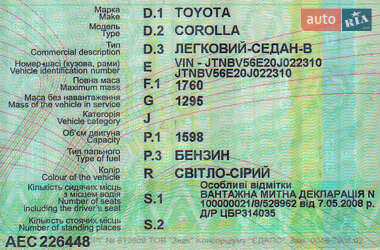 auto RIA
Марка D.1 TOYOTA
Make
Модель D.2 COROLLA
Type
Тип D.3 ЛЕГКОВИЙ-СЕДАН-B
Commercial description
Номер шасі (кузова, рами) E VIN - JTNBV56E20J022310
Vehicle identification number JTNBV56E20J022310
Повна маса F.1 1760
Maximum mass
Маса без навантаження G 1295
Mass of the vehicle in service
Категорія J
Vehicle category
Об'єм двигуна P.1 1598
Capacity
Тип пального P.3 БЕНЗИН
Type of fuel
Колір R СВІТЛО-СІРИЙ
Colour of the vehicle
Кількість сидячих місць Особливі відмітки
з місцем водія S.1 ВАНТАЖНА МИТНА ДЕКЛАРАЦІЯ N
Number of seats 100000021/8/528962 від 7.05.2008 р.
including the driver's seat Д/Р ЦБР314035
Кількість стоячих місць S.2
Number of standing places
AEC 226448